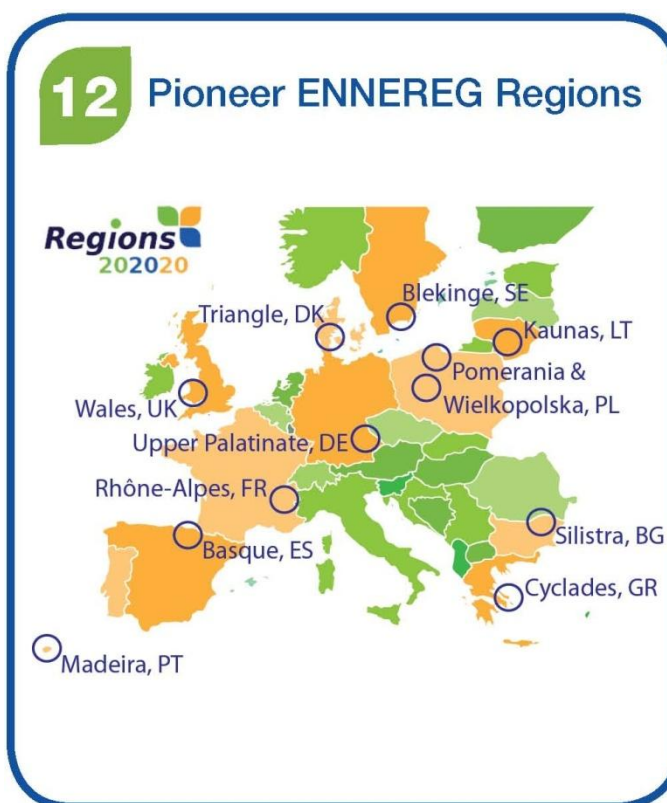 12 Pioneer ENNEREG Regions
Regions
202020
Blekinge, SE
Triangle, DK
Kaunas, LT
Pomerania &
Wielkopolska, PL
Wales, UK
Upper Palatinate, DE
Rhône-Alpes, FR
Basque, ES
Silistra, BG
Cyclades, GR
Madeira, PT